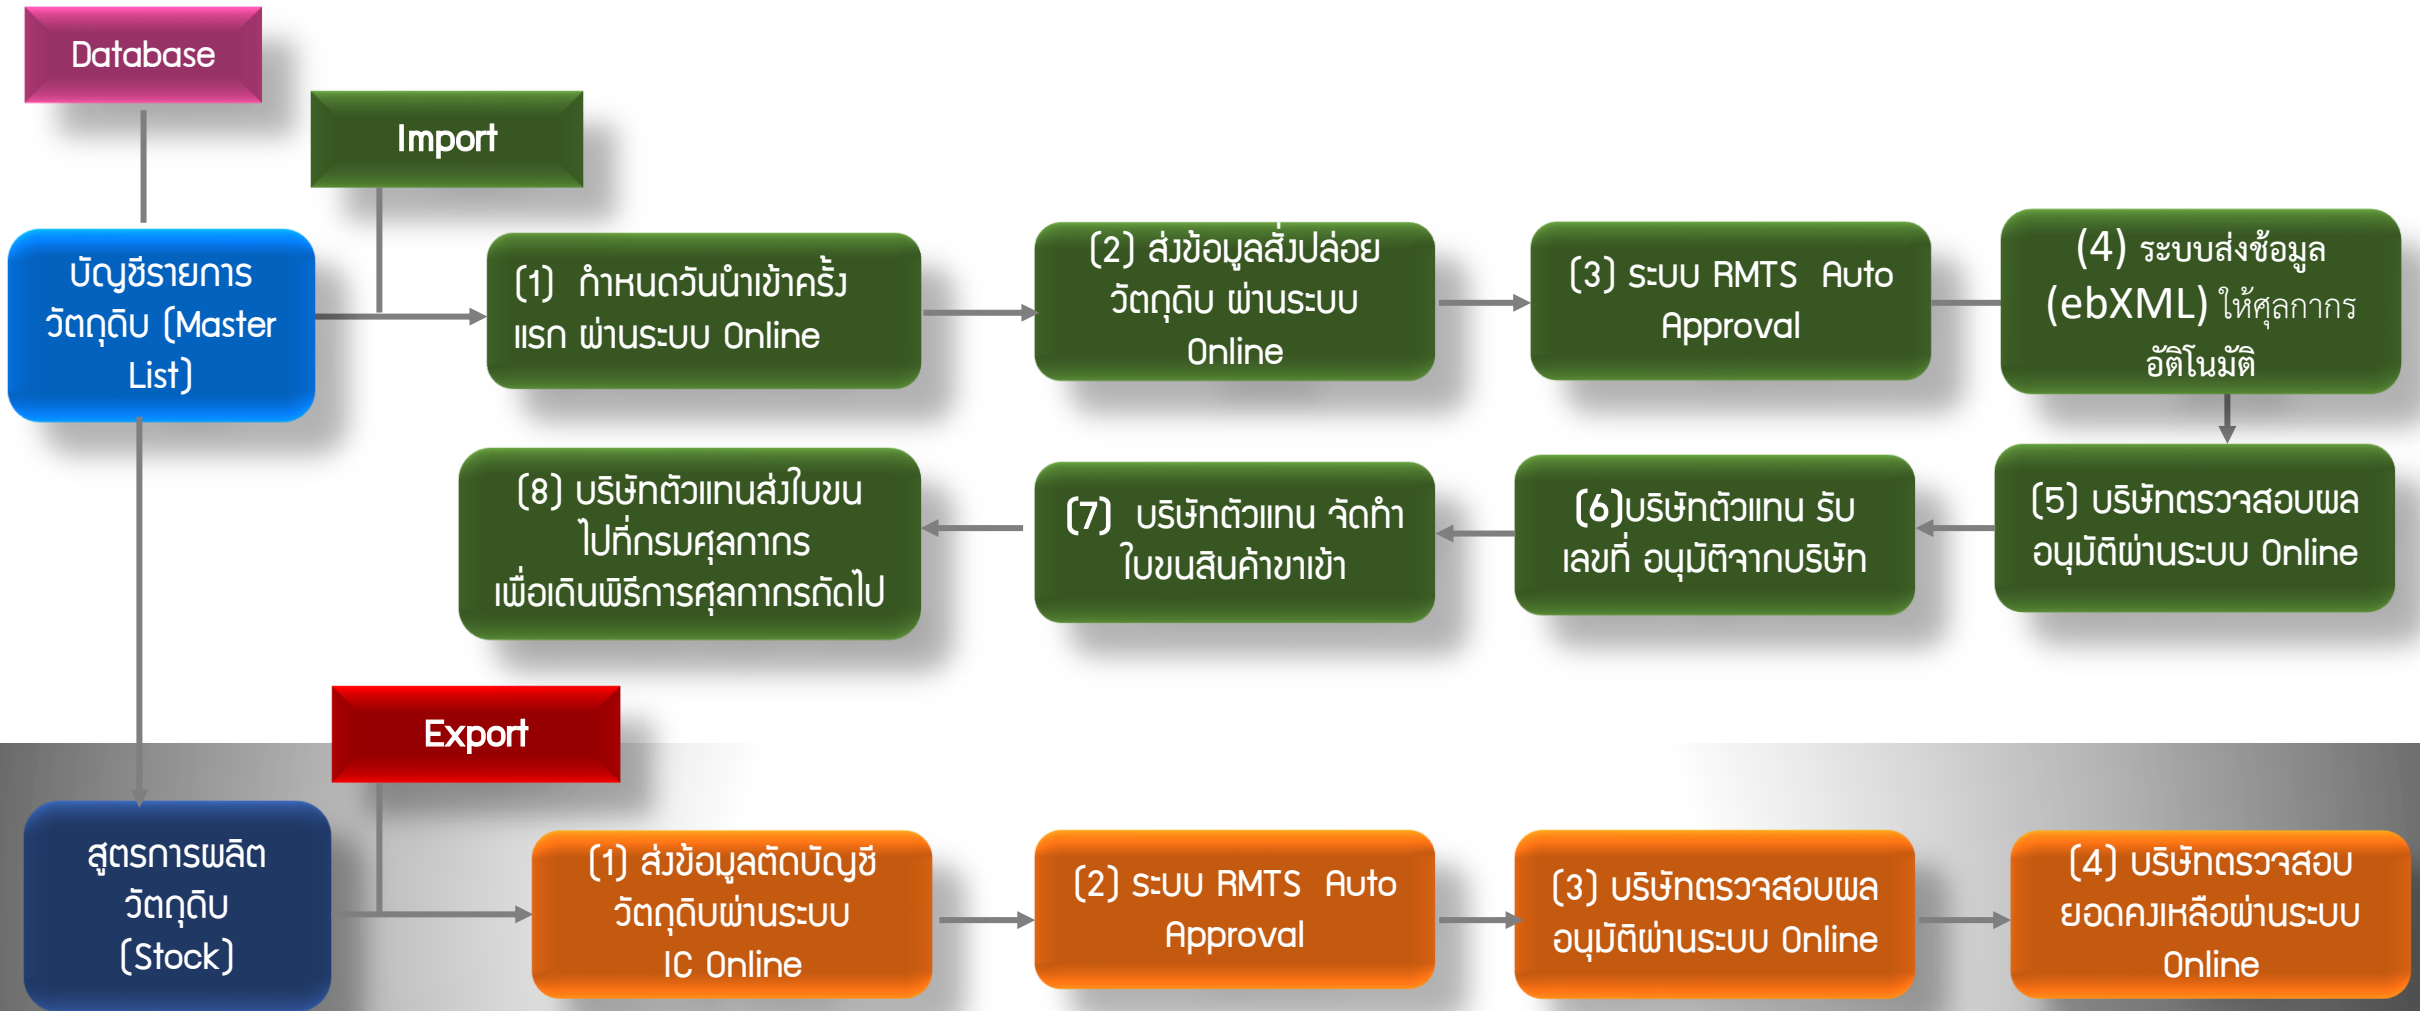 Database
Import
บัญชีรายการ
วัตถุดิบ (Master
List)
(1) กำหนดวันนำเข้าครั้ง
แรก ผ่านระบบ Online
(2) ส่งข้อมูลสั่งปล่อย
วัตถุดิบ ผ่านระบบ
Online
(3) ระบบ RMTS Auto
Approval
(4) ระบบส่งช้อมูล
(ebXML) ให้ศุลกากร
อัติโนมัติ
(5) บริษัทตรวจสอบผล
อนุมัติผ่านระบบ Online
(6)บริษัทตัวแทน รับ
เลขที่ อนุมัติจากบริษัท
(7) บริษัทตัวแทน จัดทำ
ใบขนสินค้าขาเข้า
(8) บริษัทตัวแทนส่งใบขน
ไปที่กรมศุลกากร
เพื่อเดินพิธีการศุลกากรถัดไป
Export
สูตรการผลิต
วัตถุดิบ
(Stock)
(1) ส่งข้อมูลตัดบัญชี
วัตถุดิบผ่านระบบ
IC Online
(2) ระบบ RMTS Auto
Approval
(3) บริษัทตรวจสอบผล
อนุมัติผ่านระบบ Online
(4) บริษัทตรวจสอบ
ยอดคงเหลือผ่านระบบ
Online